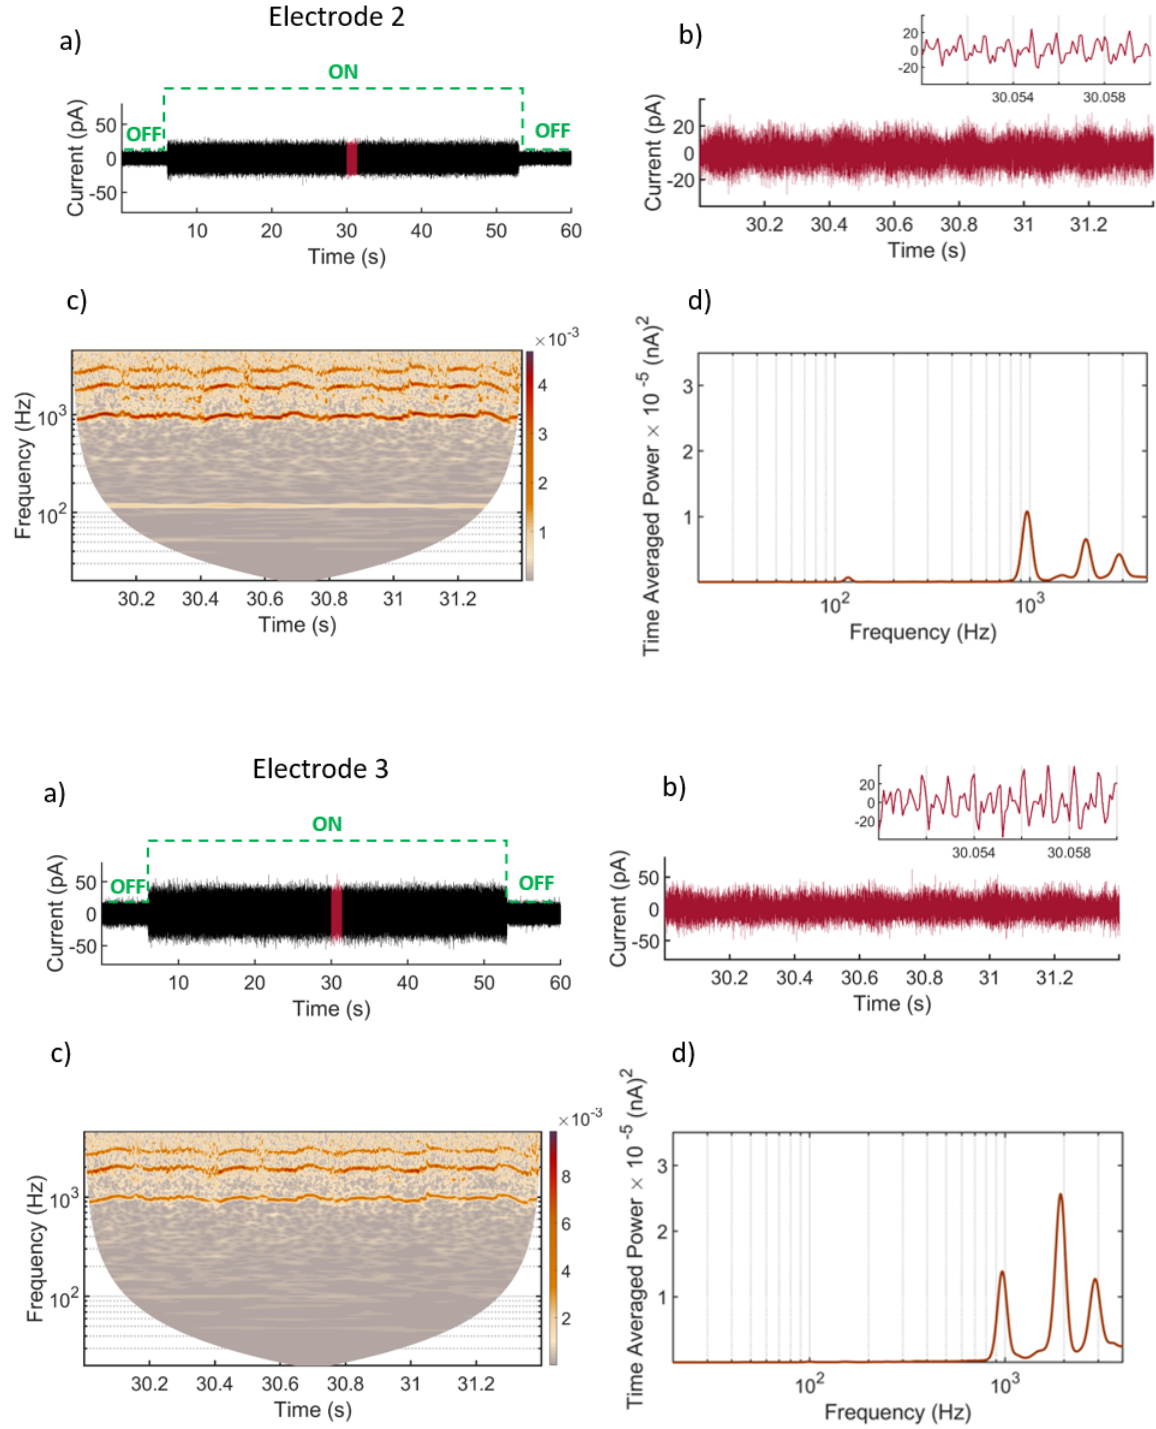 Electrode 2
a)
ON
OFF
OFF
Current (pA)
50
0
-50
10 20 30 40 50 60
Time (s)
b)
20
0
-20
30.054 30.058
Current (pA)
20
0
-20
30.2 30.4 30.6 30.8 31 31.2
Time (s)
c)
×10⁻³
4
3
2
1
Frequency (Hz)
10³
10²
30.2 30.4 30.6 30.8 31 31.2
Time (s)
d)
Time Averaged Power × 10⁻⁵ (nA)²
3
2
1
10² 10³
Frequency (Hz)
Electrode 3
a)
ON
OFF
OFF
Current (pA)
50
0
-50
10 20 30 40 50 60
Time (s)
b)
20
0
-20
30.054 30.058
Current (pA)
50
0
-50
30.2 30.4 30.6 30.8 31 31.2
Time (s)
c)
×10⁻³
8
6
4
2
Frequency (Hz)
10³
10²
30.2 30.4 30.6 30.8 31 31.2
Time (s)
d)
Time Averaged Power × 10⁻⁵ (nA)²
3
2
1
10² 10³
Frequency (Hz)